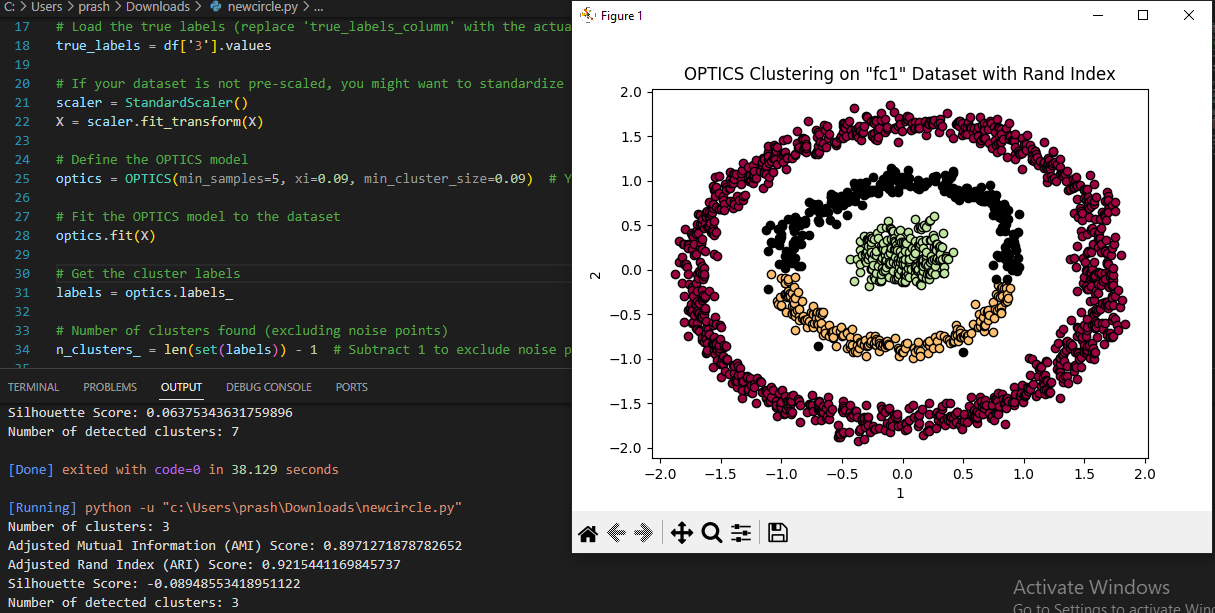 C: > Users > prash > Downloads > newcircle.py > ...
17 # Load the true labels (replace 'true_labels_column' with the actua
18 true_labels = df['3'].values
19
20 # If your dataset is not pre-scaled, you might want to standardize
21 scaler = StandardScaler()
22 X = scaler.fit_transform(X)
23
24 # Define the OPTICS model
25 optics = OPTICS(min_samples=5, xi=0.09, min_cluster_size=0.09)  # Y
26
27 # Fit the OPTICS model to the dataset
28 optics.fit(X)
29
30 # Get the cluster labels
31 labels = optics.labels_
32
33 # Number of clusters found (excluding noise points)
34 n_clusters_ = len(set(labels)) - 1  # Subtract 1 to exclude noise p
35
TERMINAL PROBLEMS OUTPUT DEBUG CONSOLE PORTS
Silhouette Score: 0.06375343631759896
Number of detected clusters: 7
[Done] exited with code=0 in 38.129 seconds
[Running] python -u "c:\Users\prash\Downloads\newcircle.py"
Number of clusters: 3
Adjusted Mutual Information (AMI) Score: 0.8971271878782652
Adjusted Rand Index (ARI) Score: 0.9215441169845737
Silhouette Score: -0.08948553418951122
Number of detected clusters: 3
Figure 1
OPTICS Clustering on "fc1" Dataset with Rand Index
2.0
1.5
1.0
0.5
0.0
−0.5
−1.0
−1.5
−2.0
2
−2.0 −1.5 −1.0 −0.5 0.0 0.5 1.0 1.5 2.0
1
Activate Windows
Go to Settings to activate Win